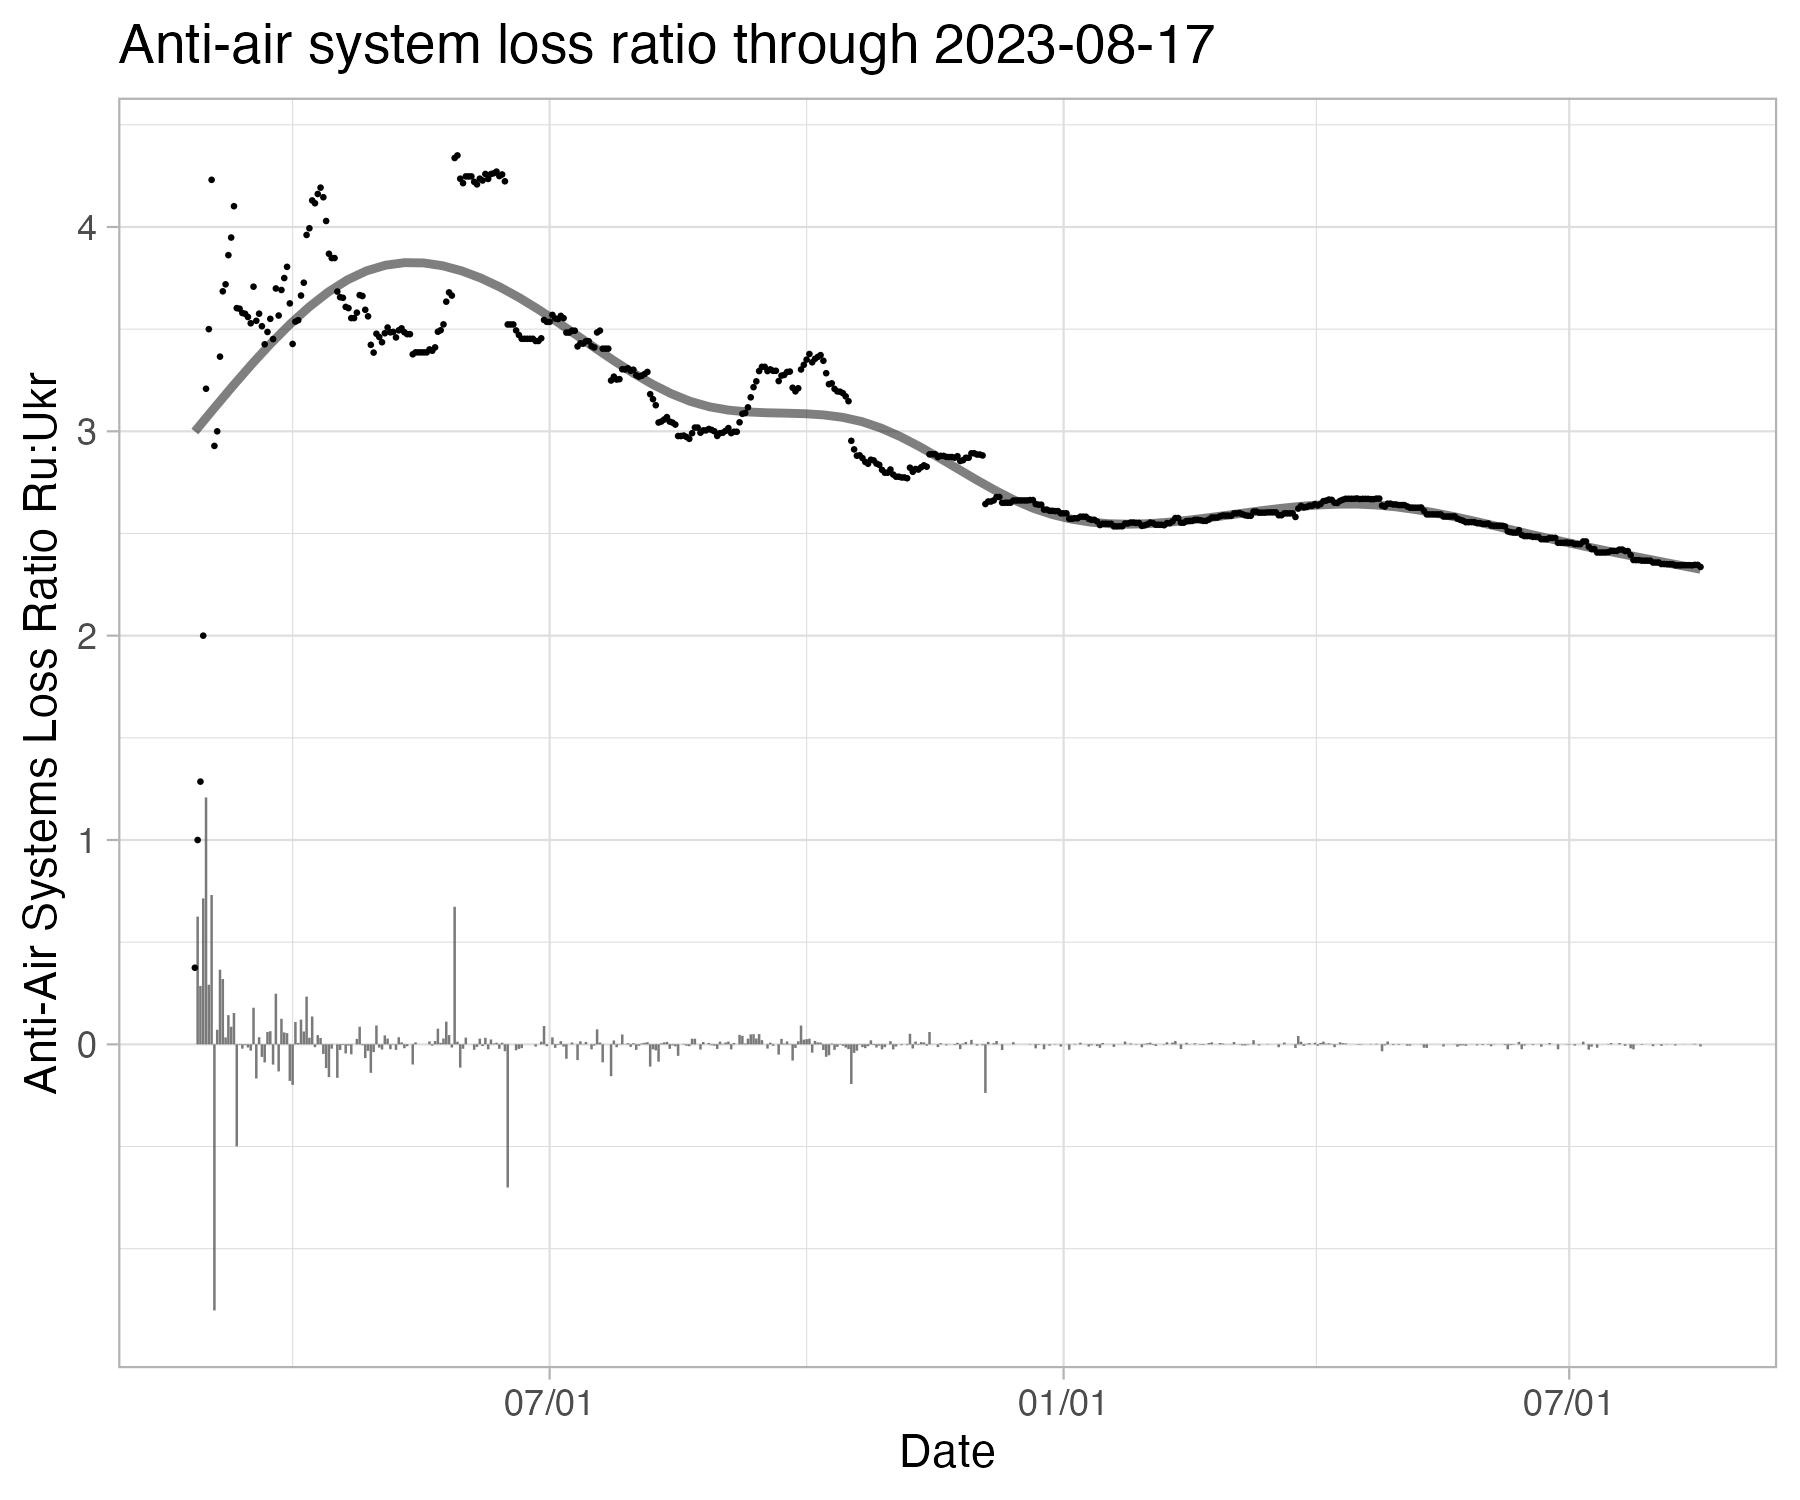 Anti-air system loss ratio through 2023-08-17
Anti-Air Systems Loss Ratio Ru:Ukr
4
3
2
1
0
07/01
01/01
07/01
Date